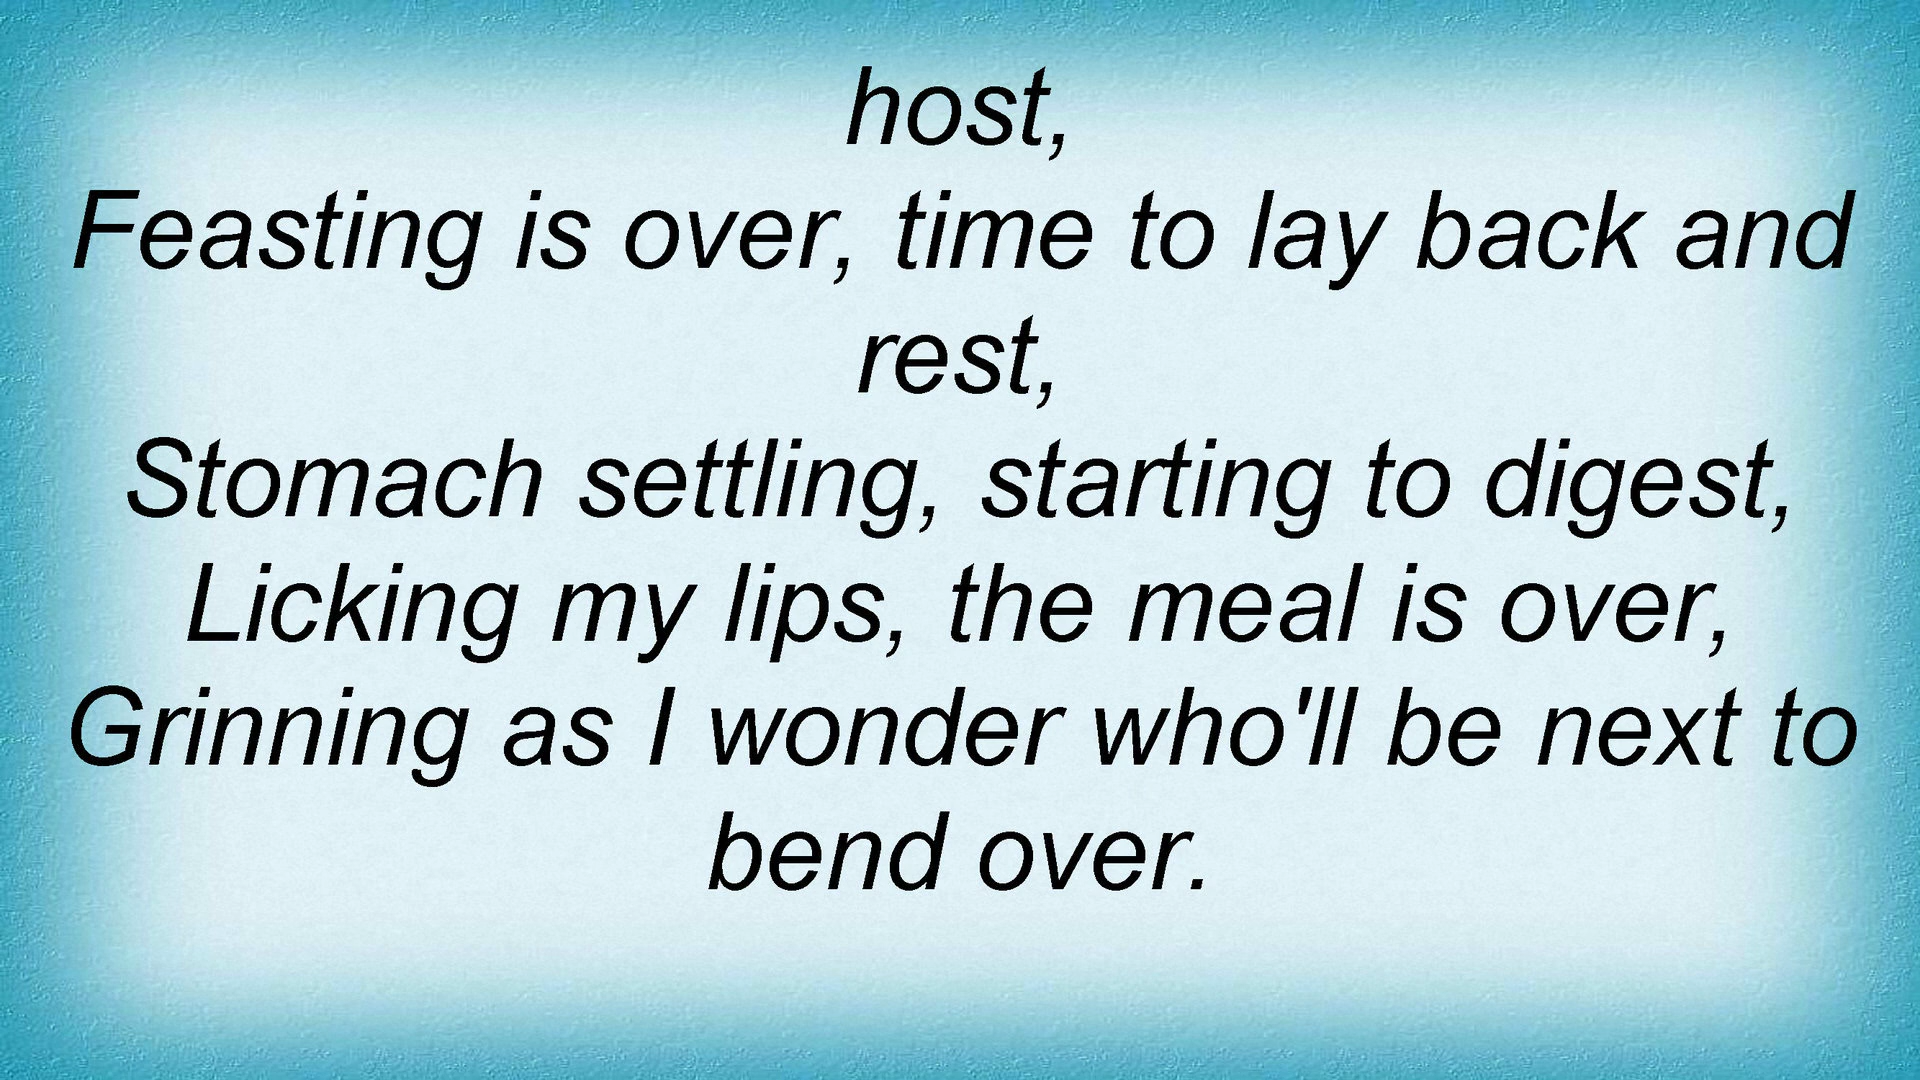 host,
Feasting is over, time to lay back and
rest,
Stomach settling, starting to digest,
Licking my lips, the meal is over,
Grinning as I wonder who'll be next to
bend over.